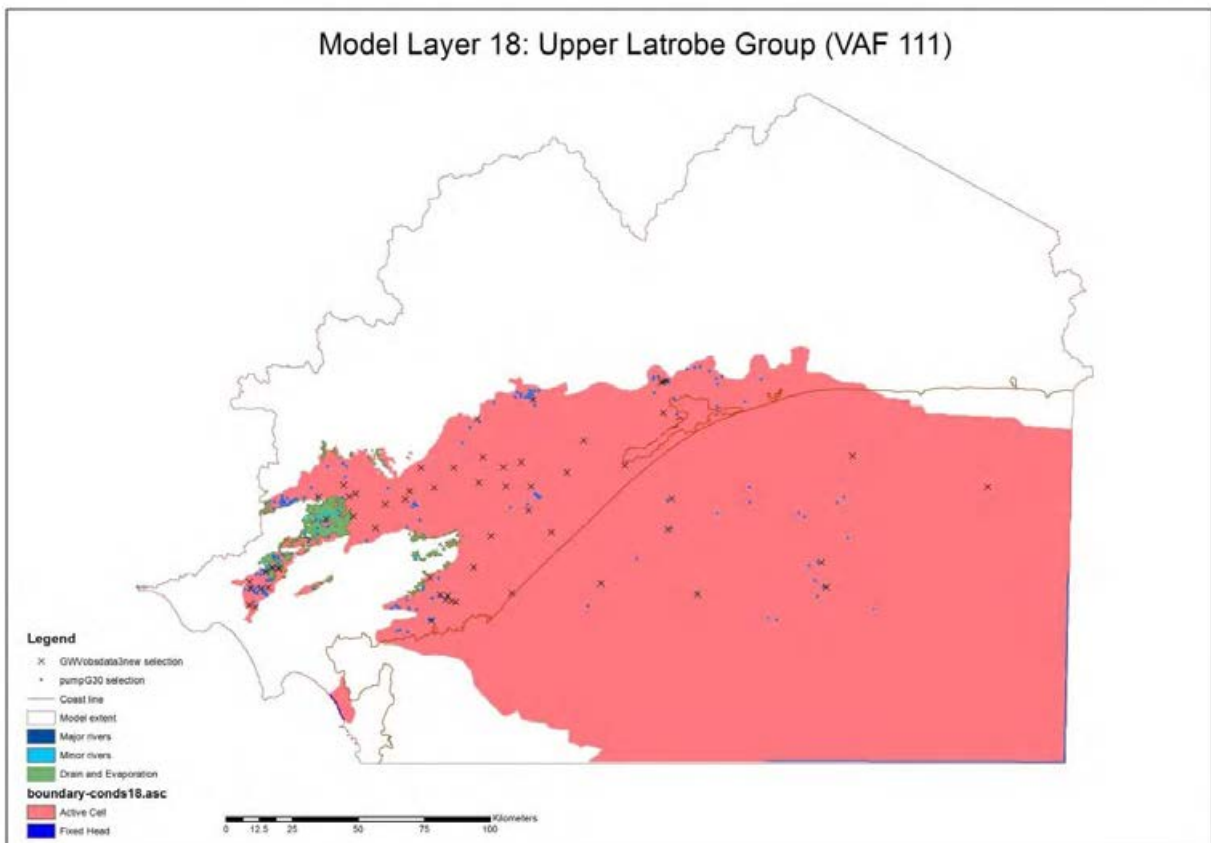 Model Layer 18: Upper Latrobe Group (VAF 111)
Legend
GWVobsdata3new selection
pumpG30 selection
Coast line
Model extent
Major rivers
Minor rivers
Drain and Evaporation
boundary-conds18.asc
Active Cell
Fixed Head
Kilometers
0 12.5 25 50 75 100